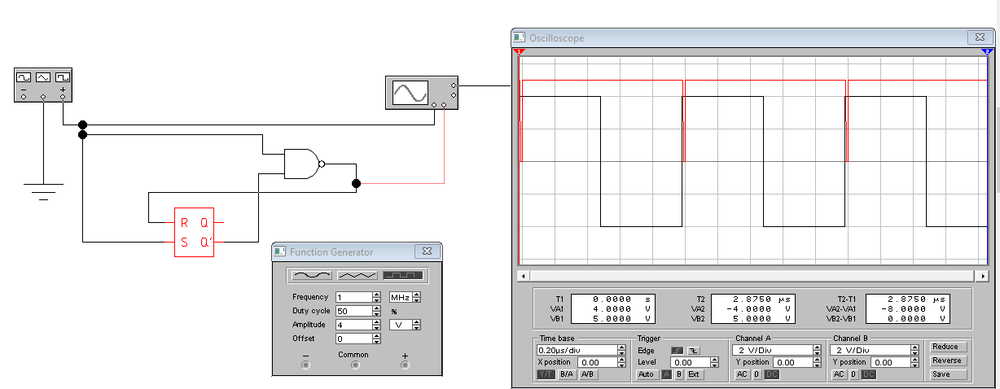 Oscilloscope
1
2
− +
R Q
S Q'
Function Generator
Frequency 1 MHz
Duty cycle 50 %
Amplitude 4 V
Offset 0
− Common +
T1 0.0000 s
VA1 4.0000 V
VB1 5.0000 V
T2 2.8750 µs
VA2 -4.0000 V
VB2 5.0000 V
T2-T1 2.8750 µs
VA2-VA1 -8.0000 V
VB2-VB1 0.0000 V
Time base
0.20µs/div
X position 0.00
Y/T B/A A/B
Trigger
Edge
Level 0.00
Auto A B Ext
Channel A
2 V/Div
Y position 0.00
AC 0 DC
Channel B
2 V/Div
Y position 0.00
AC 0 DC
Reduce
Reverse
Save